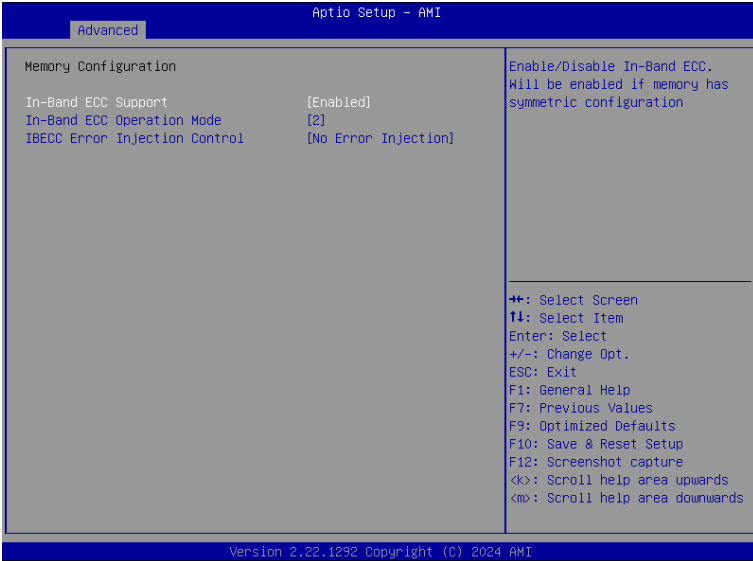 Aptio Setup – AMI
Advanced
Memory Configuration
In-Band ECC Support [Enabled]
In-Band ECC Operation Mode [2]
IBECC Error Injection Control [No Error Injection]
Enable/Disable In-Band ECC.
Will be enabled if memory has
symmetric configuration
→←: Select Screen
↑↓: Select Item
Enter: Select
+/-: Change Opt.
ESC: Exit
F1: General Help
F7: Previous Values
F9: Optimized Defaults
F10: Save & Reset Setup
F12: Screenshot capture
<k>: Scroll help area upwards
<m>: Scroll help area downwards
Version 2.22.1292 Copyright (C) 2024 AMI